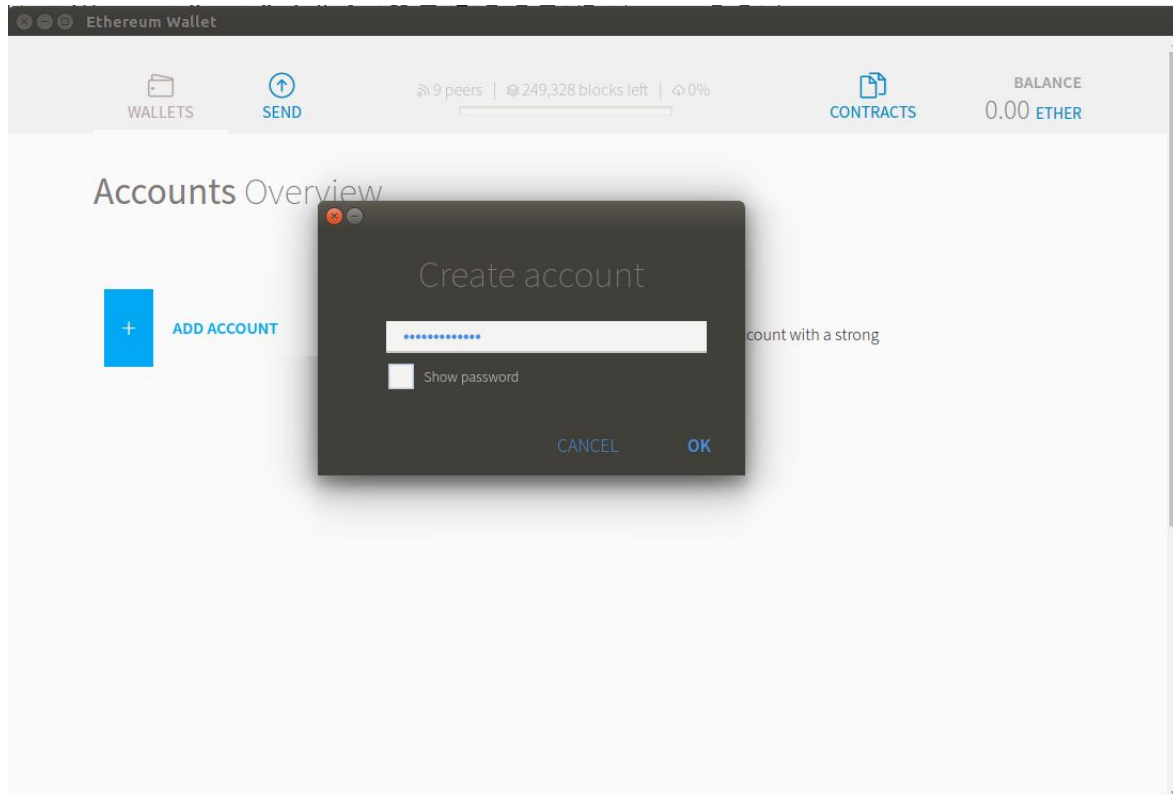 Ethereum Wallet
WALLETS
SEND
9 peers | 249,328 blocks left | 0%
CONTRACTS
BALANCE
0.00 ETHER
Accounts Overview
Create account
+ ADD ACCOUNT
•••••••••••••
count with a strong
Show password
CANCEL OK